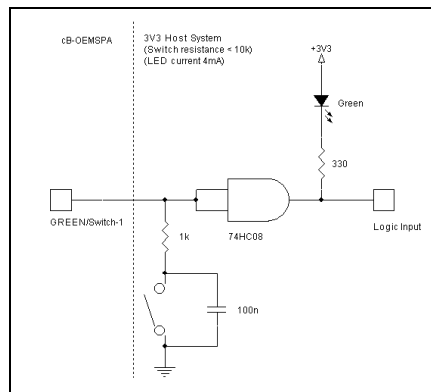 cB-OEMSPA
3V3 Host System
(Switch resistance < 10k)
(LED current 4mA)
+3V3
Green
330
GREEN/Switch-1
74HC08
Logic Input
1k
100n